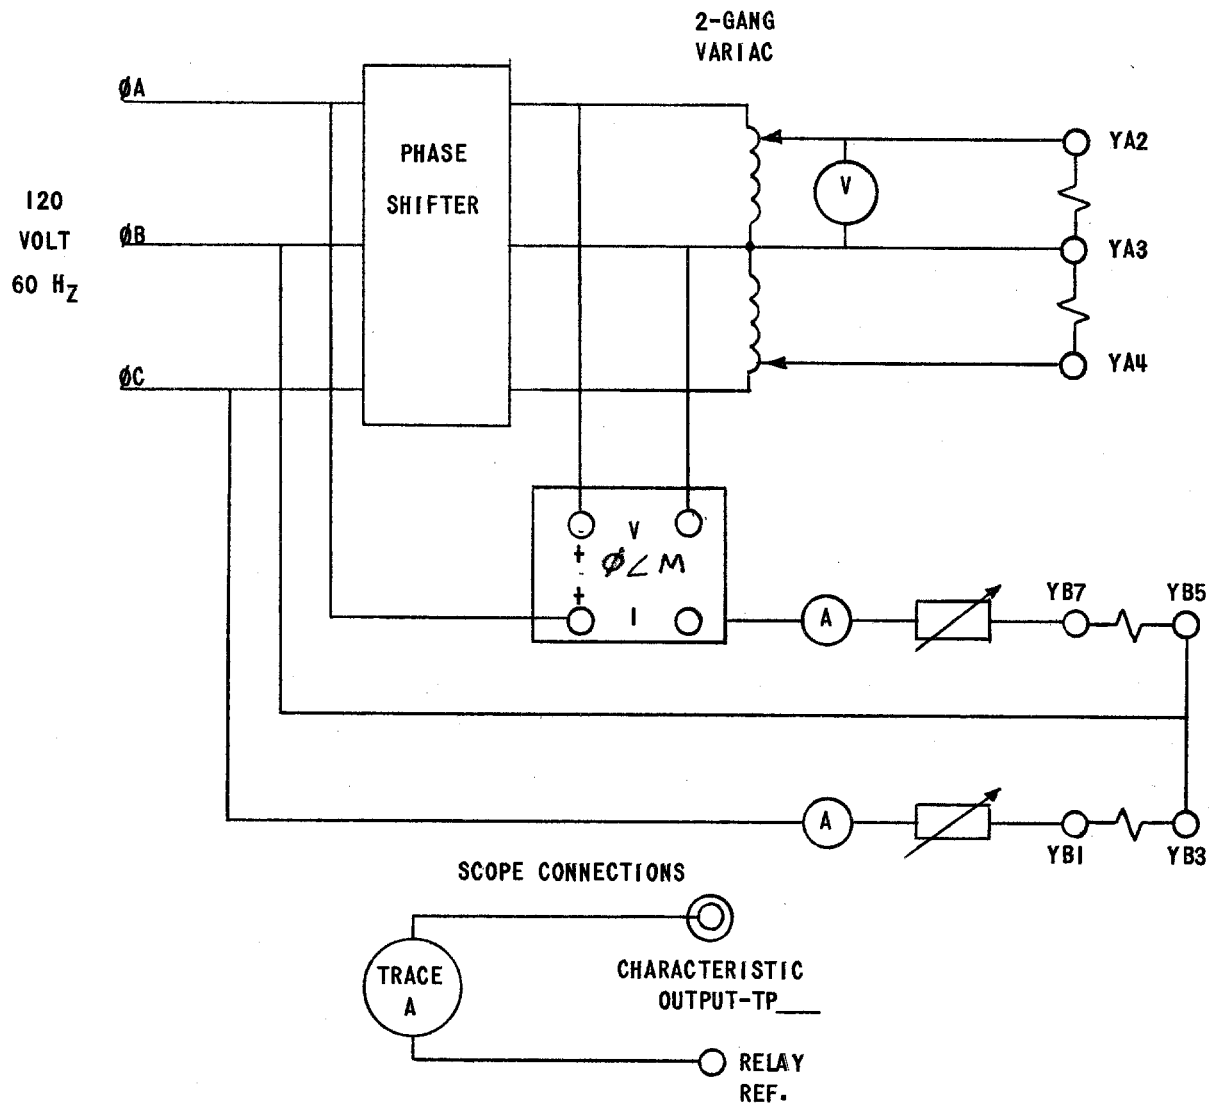 2-GANG
VARIAC
ØA
PHASE
SHIFTER
120
VOLT
60 HZ
ØB
ØC
V
YA2
YA3
YA4
V
+
Ø∠M
+
I
A
YB7
YB5
A
YB1
YB3
SCOPE CONNECTIONS
TRACE
A
CHARACTERISTIC
OUTPUT-TP___
RELAY
REF.